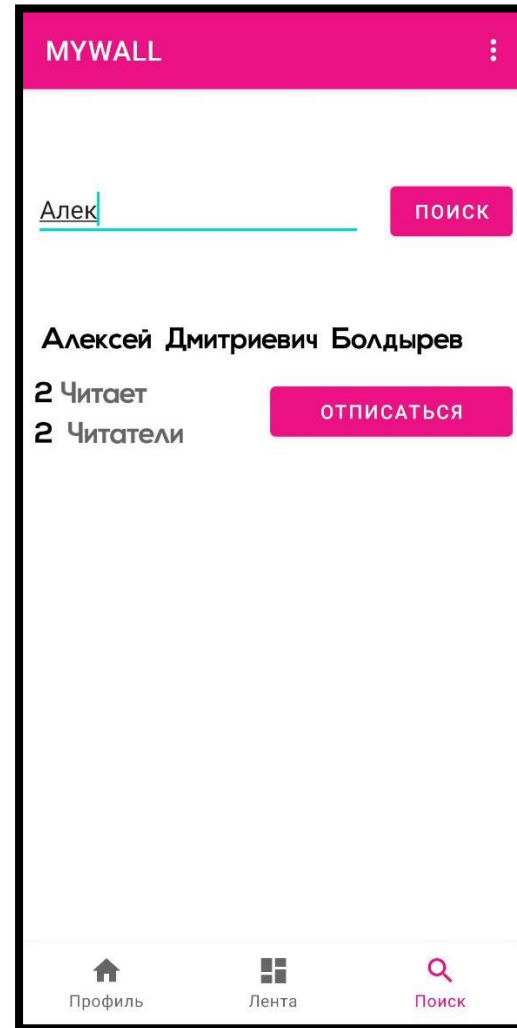 MYWALL
Алек
ПОИСК
Алексей Дмитриевич Болдырев
2 Читает
2 Читатели
ОТПИСАТЬСЯ
Профиль
Лента
Поиск